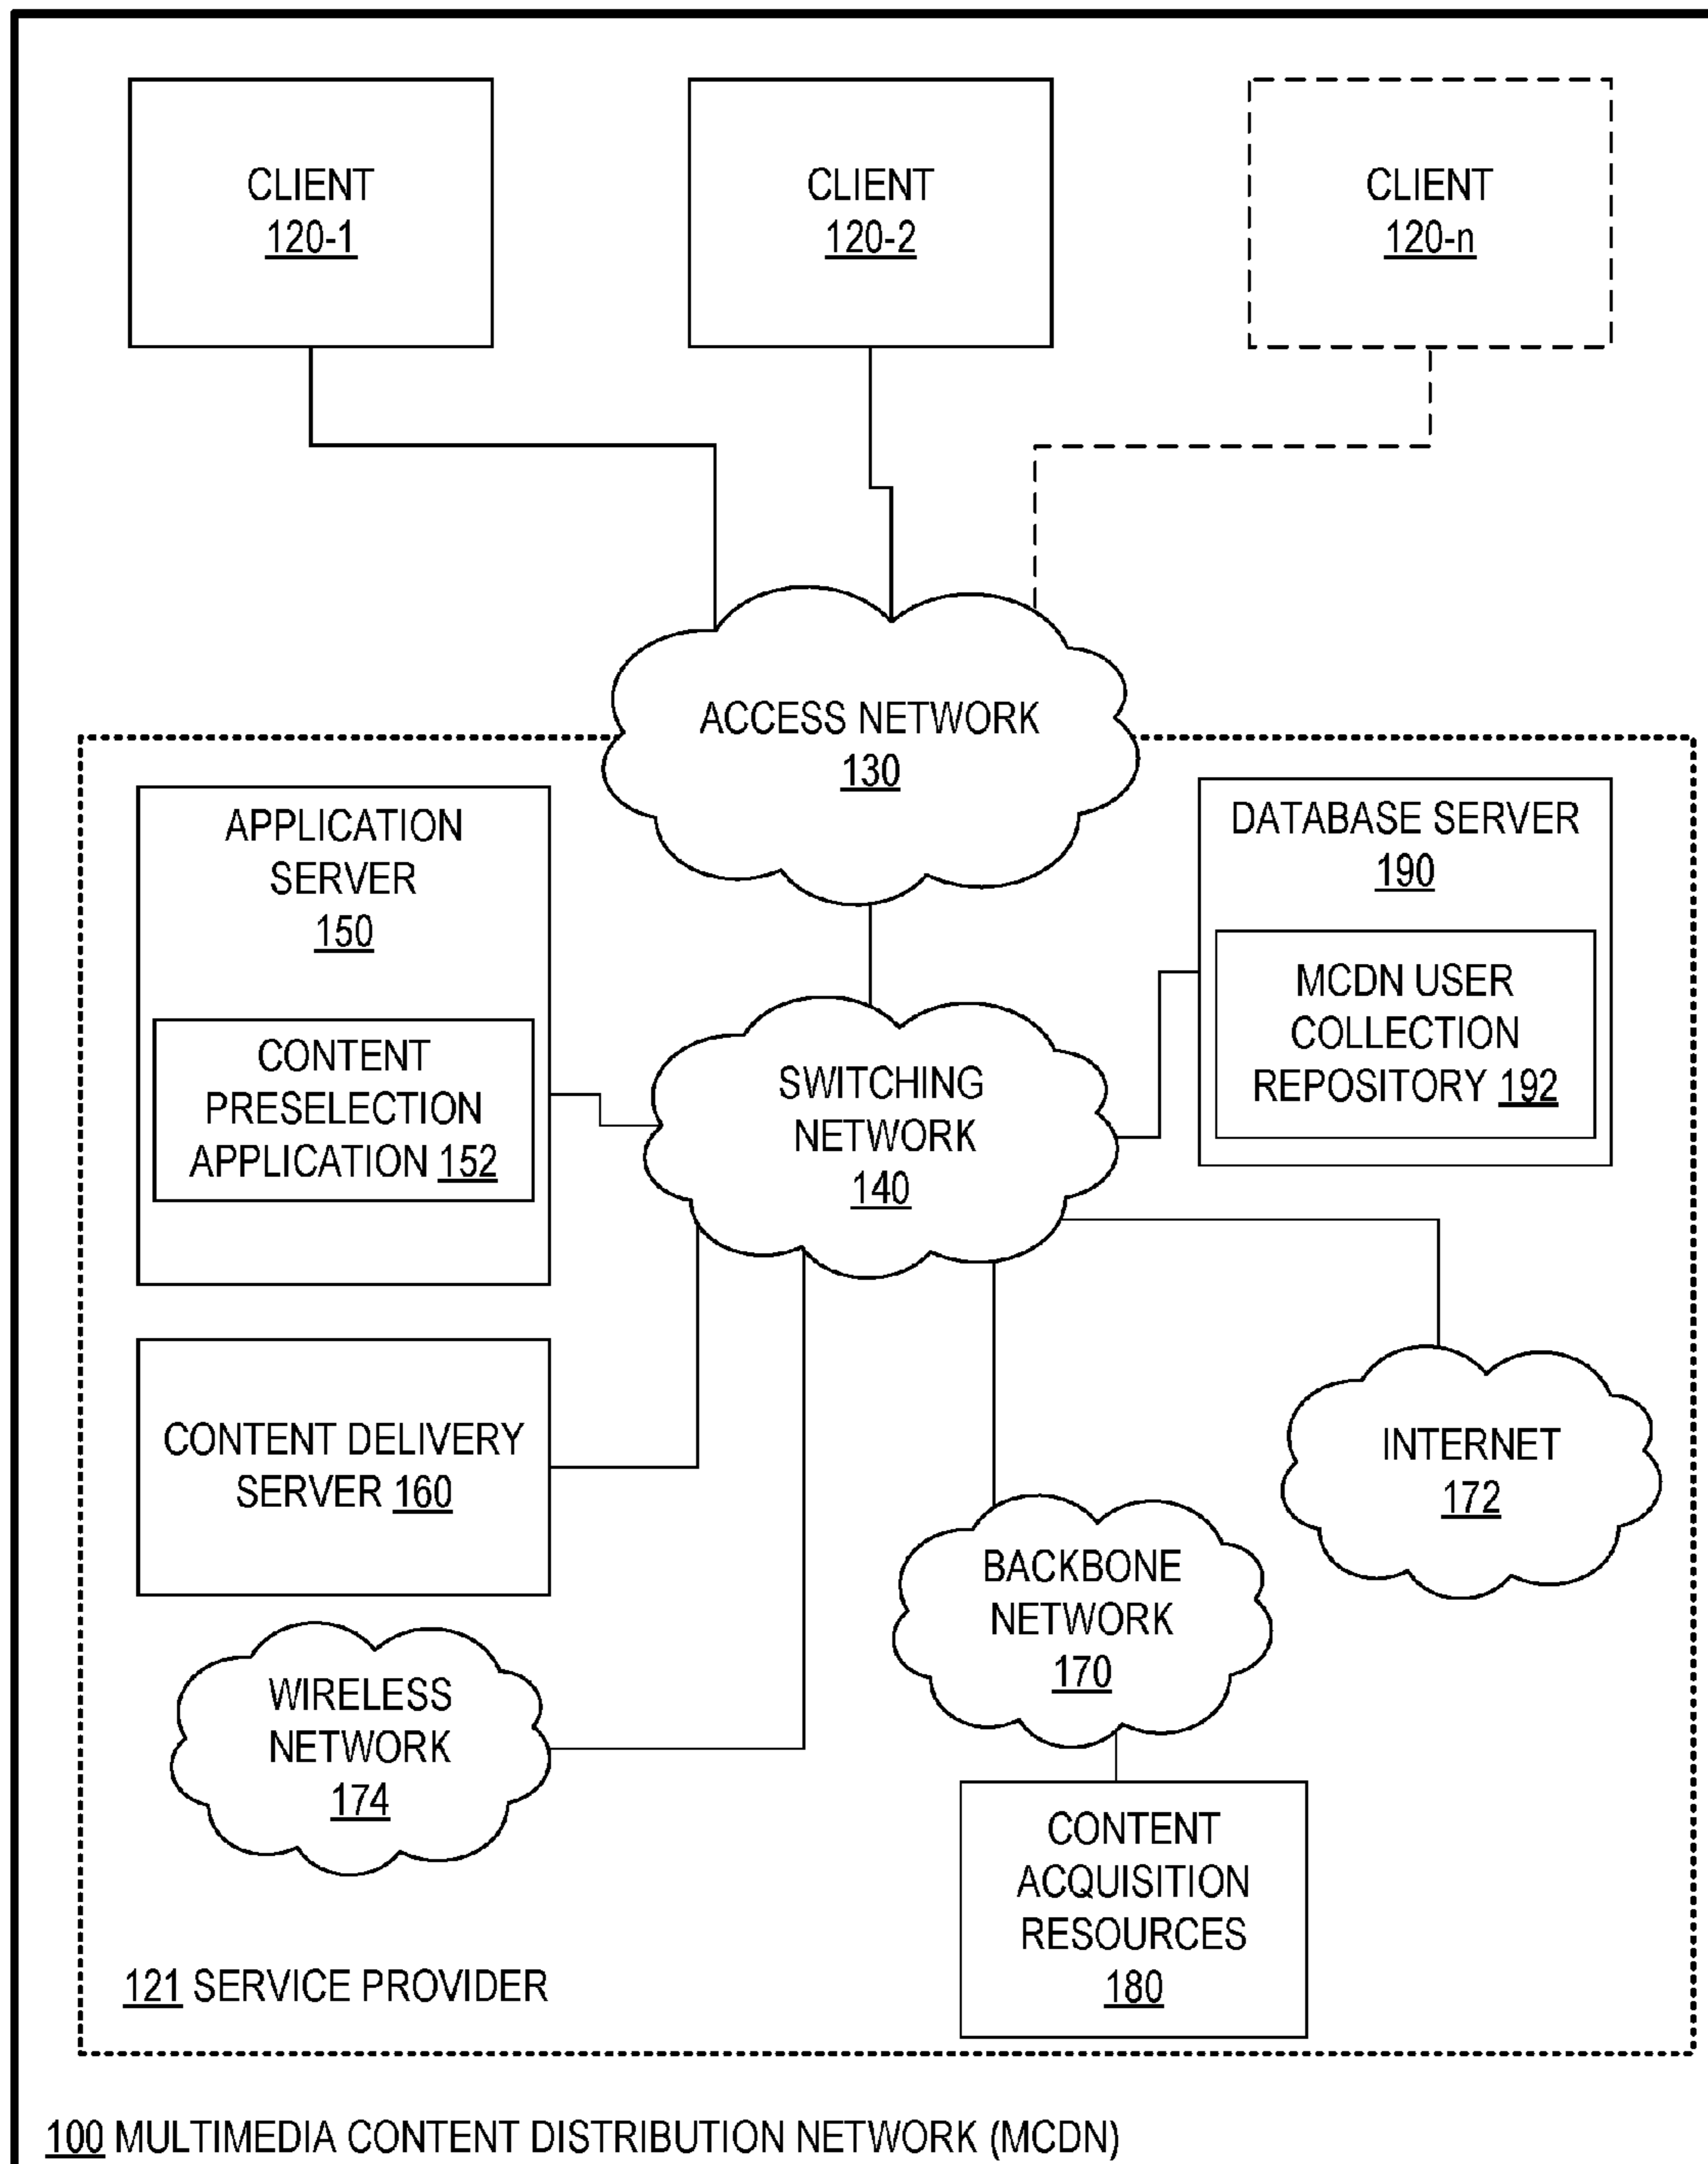 CLIENT
120-1
CLIENT
120-2
CLIENT
120-n
ACCESS NETWORK
130
APPLICATION
SERVER
150
CONTENT
PRESELECTION
APPLICATION 152
DATABASE SERVER
190
MCDN USER
COLLECTION
REPOSITORY 192
SWITCHING
NETWORK
140
CONTENT DELIVERY
SERVER 160
INTERNET
172
BACKBONE
NETWORK
170
WIRELESS
NETWORK
174
CONTENT
ACQUISITION
RESOURCES
180
121 SERVICE PROVIDER
100 MULTIMEDIA CONTENT DISTRIBUTION NETWORK (MCDN)